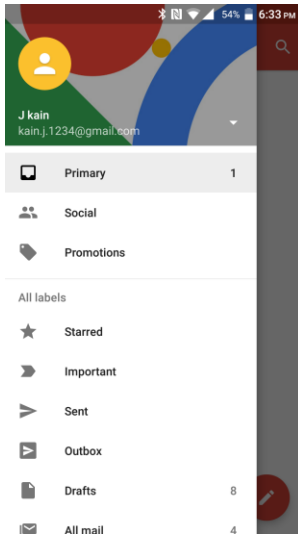 54% 6:33 PM
J kain
kain.j.1234@gmail.com
Primary 1
Social
Promotions
All labels
Starred
Important
Sent
Outbox
Drafts 8
All mail 4